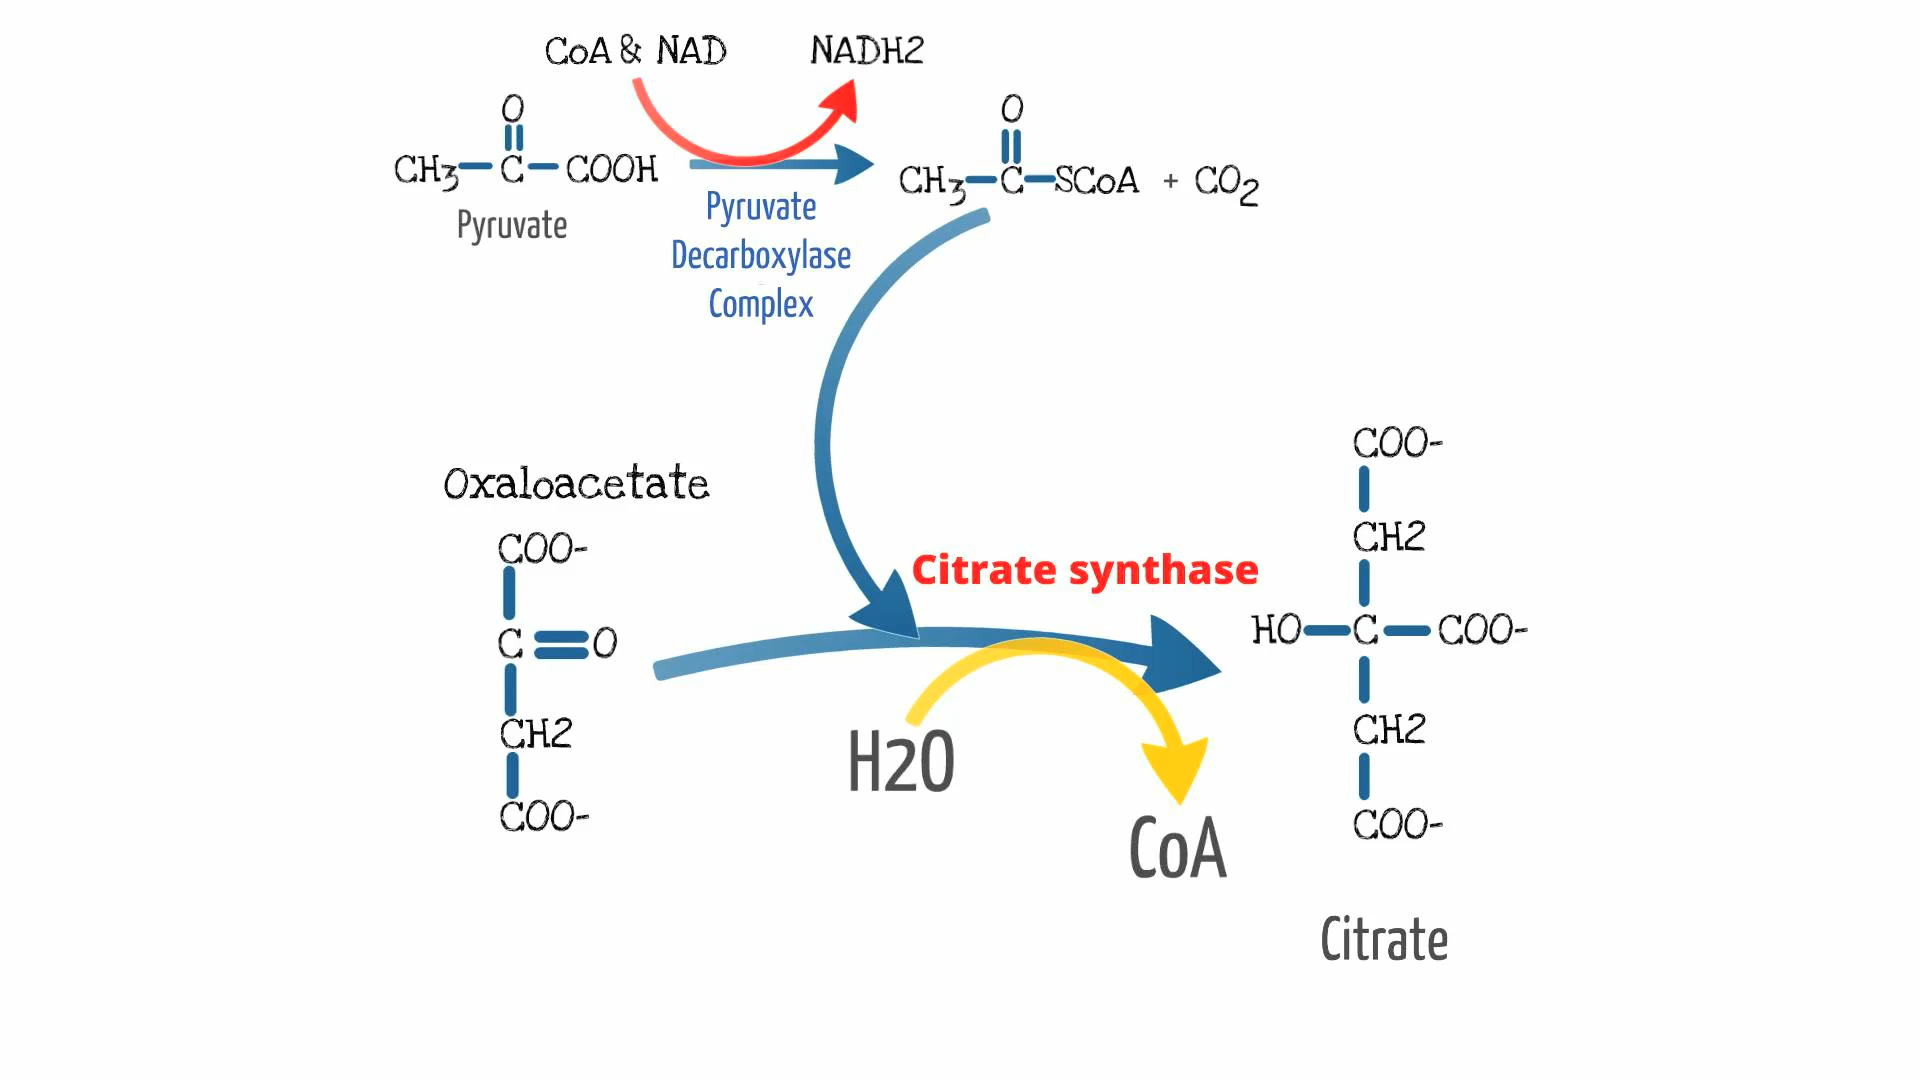 CoA & NAD
NADH2
O
CH3 C COOH
Pyruvate
Pyruvate
Decarboxylase
Complex
O
CH3 C SCoA + CO2
Oxaloacetate
COO-
C O
CH2
COO-
Citrate synthase
H2O
CoA
COO-
CH2
HO C COO-
CH2
COO-
Citrate